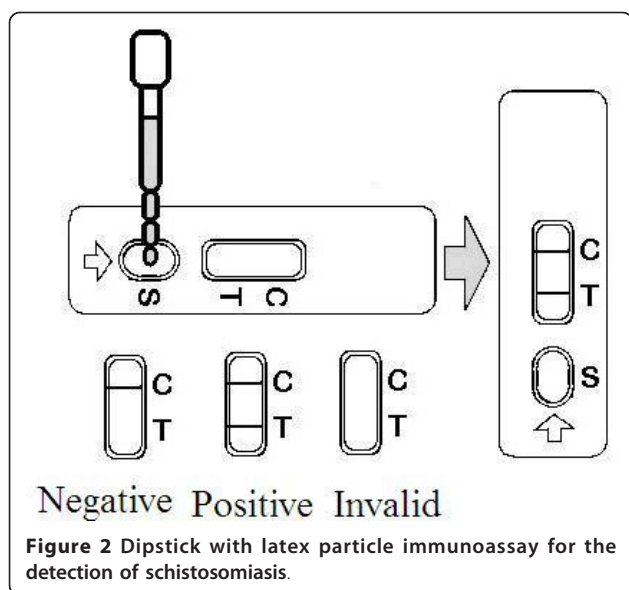 S T C
C
T
S
C
T
C
T
C
T
Negative Positive Invalid
Figure 2 Dipstick with latex particle immunoassay for the
detection of schistosomiasis.